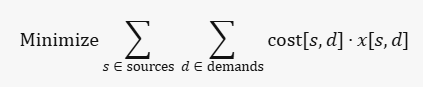 Minimize ∑ ∑ cost[s, d] · x[s, d]
s ∈ sources d ∈ demands